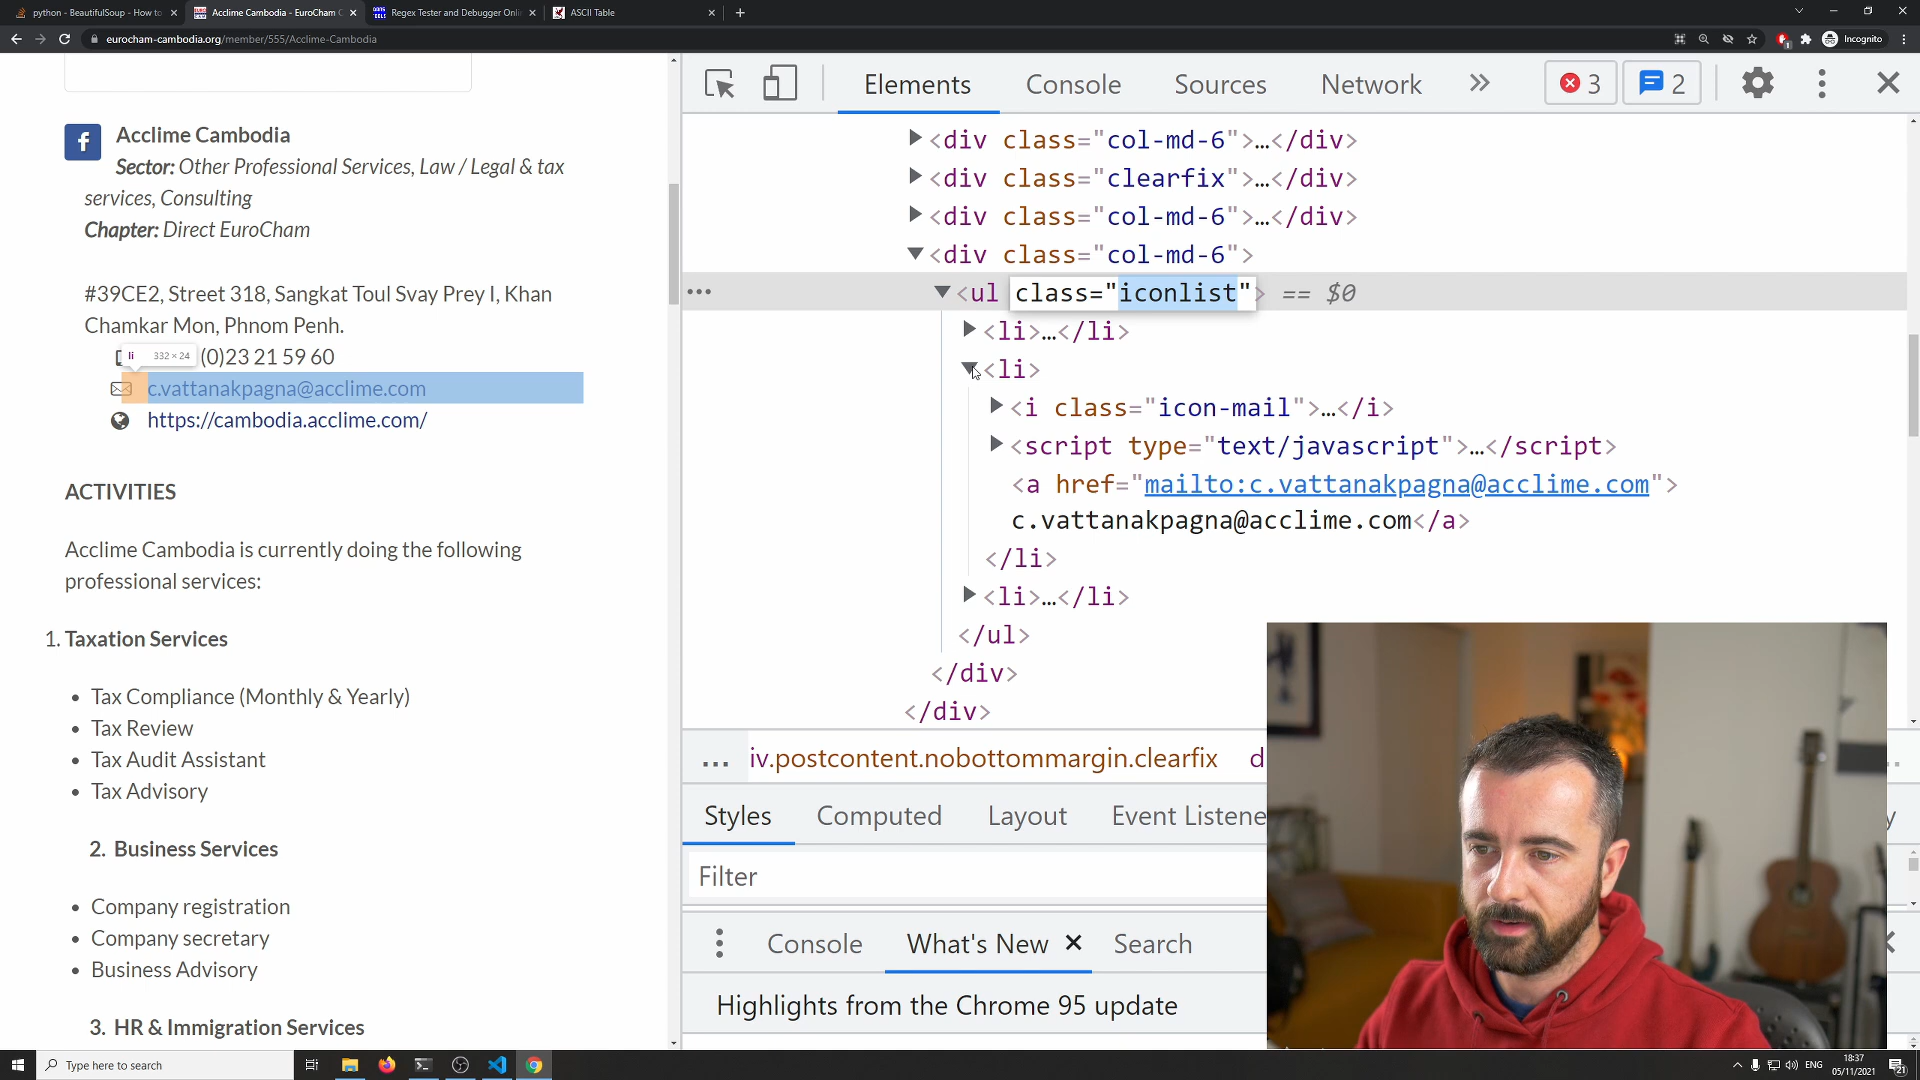 python - BeautifulSoup - How to
Acclime Cambodia - EuroCham C
Regex Tester and Debugger Onli
ASCII Table
eurocham-cambodia.org/member/555/Acclime-Cambodia
Incognito
Acclime Cambodia
Sector: Other Professional Services, Law / Legal & tax
services, Consulting
Chapter: Direct EuroCham
#39CE2, Street 318, Sangkat Toul Svay Prey I, Khan
Chamkar Mon, Phnom Penh.
li 332 × 24
(0)23 21 59 60
c.vattanakpagna@acclime.com
https://cambodia.acclime.com/
ACTIVITIES
Acclime Cambodia is currently doing the following
professional services:
1. Taxation Services
• Tax Compliance (Monthly & Yearly)
• Tax Review
• Tax Audit Assistant
• Tax Advisory
2. Business Services
• Company registration
• Company secretary
• Business Advisory
3. HR & Immigration Services
Elements Console Sources Network 3 2
<div class="col-md-6">…</div>
<div class="clearfix">…</div>
<div class="col-md-6">…</div>
<div class="col-md-6">
<ul class="iconlist"> == $0
<li>…</li>
<li>
<i class="icon-mail">…</i>
<script type="text/javascript">…</script>
<a href="mailto:c.vattanakpagna@acclime.com">
c.vattanakpagna@acclime.com</a>
</li>
<li>…</li>
</ul>
</div>
</div>
... iv.postcontent.nobottommargin.clearfix d
Styles Computed Layout Event Listene
Filter
Console What's New Search
Highlights from the Chrome 95 update
Type here to search
ENG
18:37
05/11/2021
21